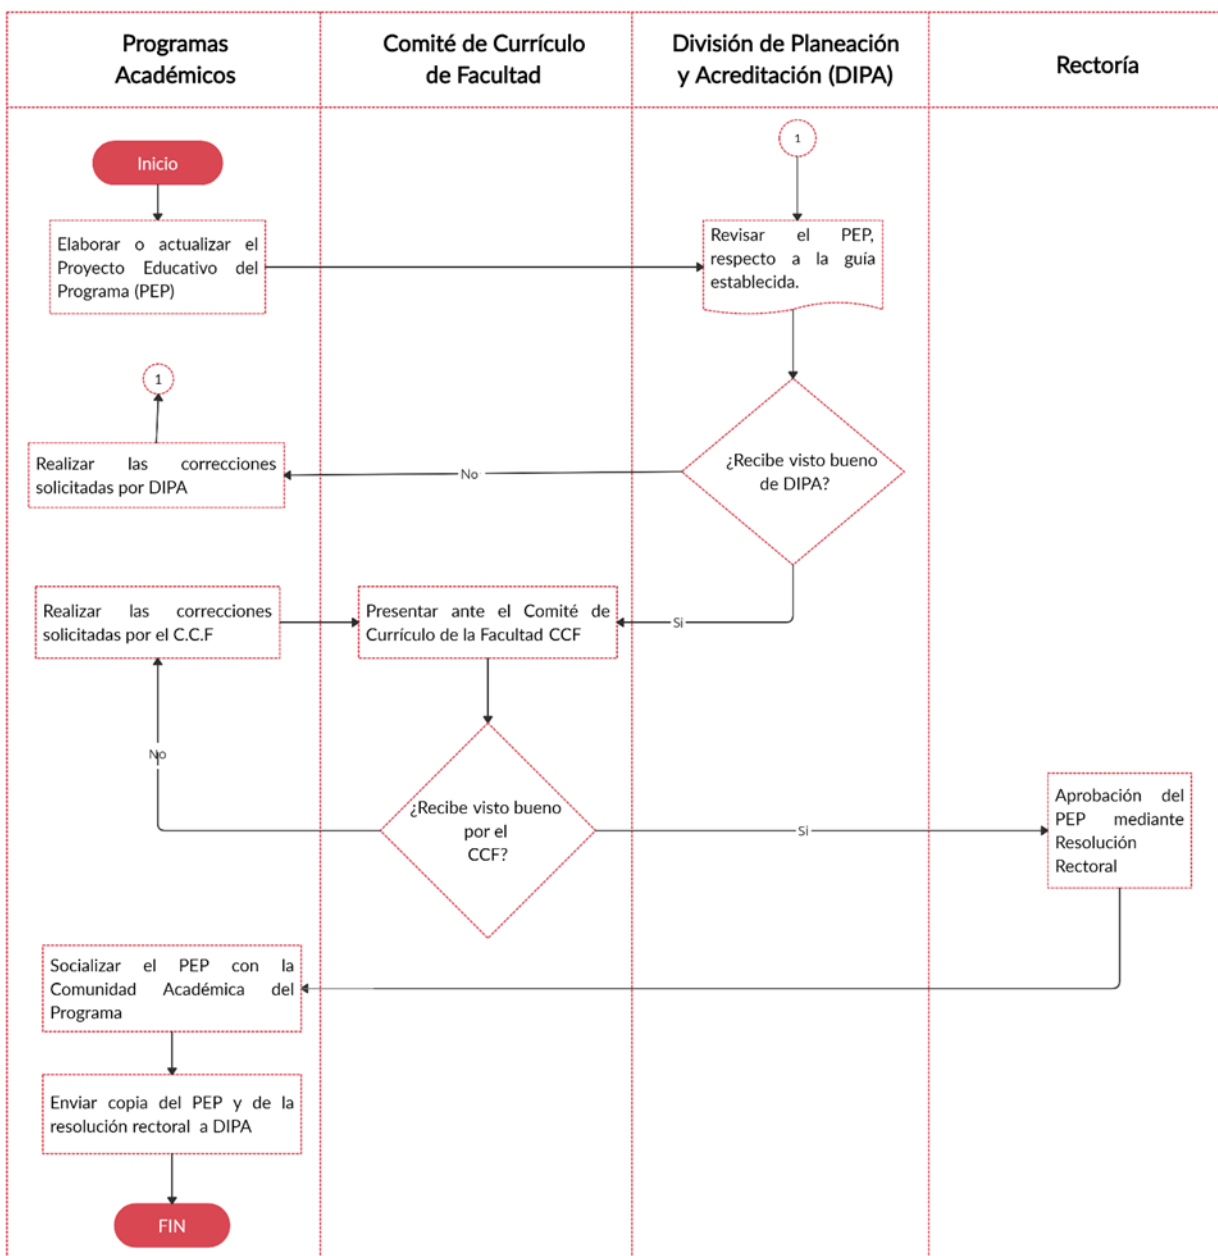 Programas
Académicos
Comité de Currículo
de Facultad
División de Planeación
y Acreditación (DIPA)
Rectoría
Inicio
1
Elaborar o actualizar el
Proyecto Educativo del
Programa (PEP)
Revisar el PEP,
respecto a la guía
establecida.
1
Realizar las correcciones
solicitadas por DIPA
No
¿Recibe visto bueno
de DIPA?
Realizar las correcciones
solicitadas por el C.C.F
Presentar ante el Comité de
Currículo de la Facultad CCF
Si
No
¿Recibe visto bueno
por el
CCF?
Si
Aprobación del
PEP mediante
Resolución
Rectoral
Socializar el PEP con la
Comunidad Académica del
Programa
Enviar copia del PEP y de la
resolución rectoral a DIPA
FIN